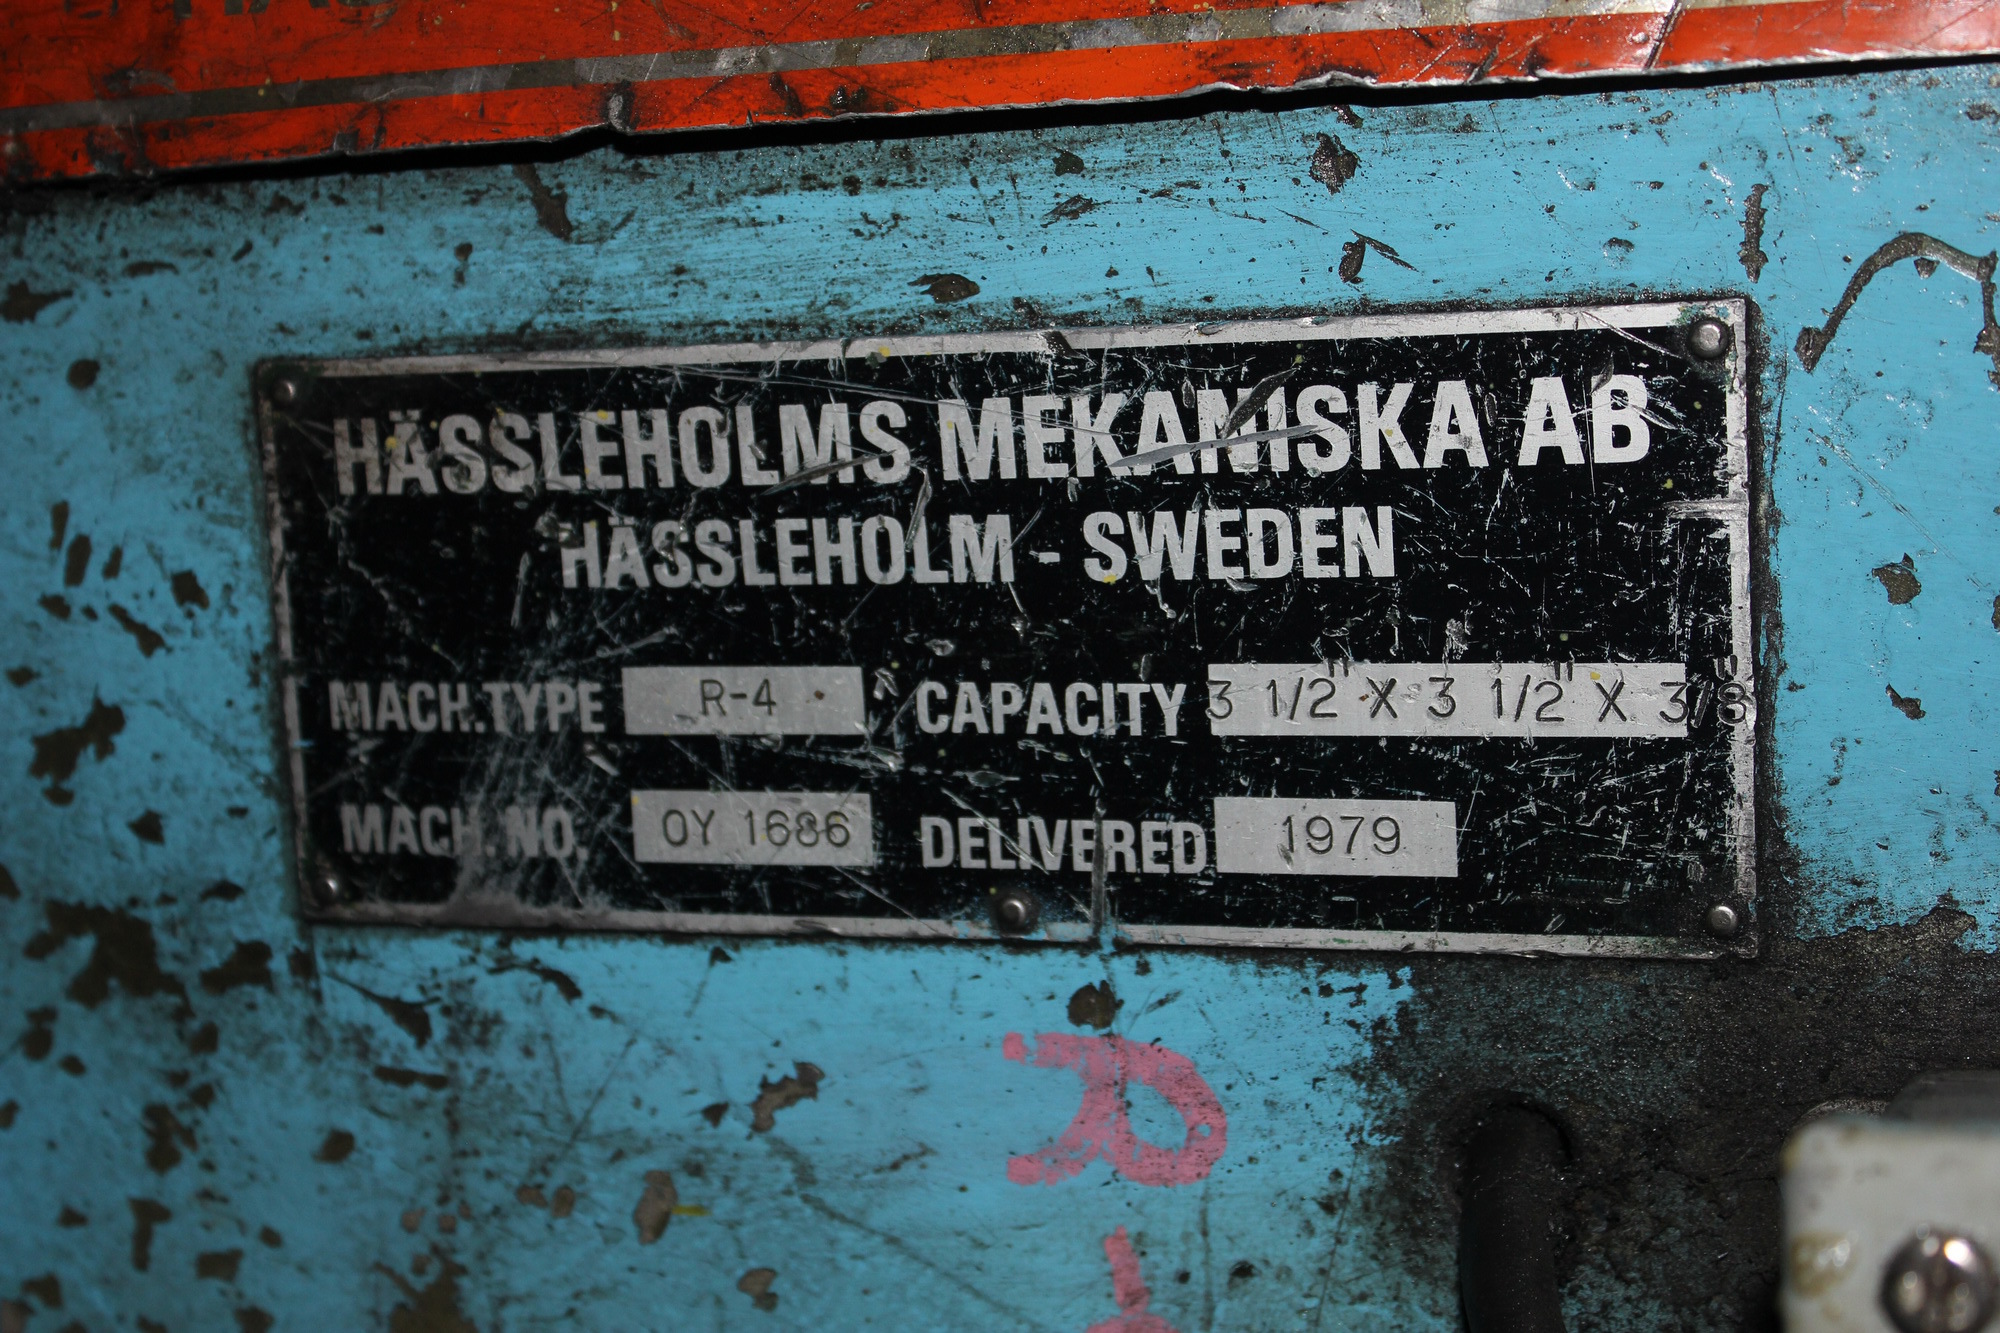 HÄSSLEHOLMS MEKANISKA AB
HÄSSLEHOLM - SWEDEN
MACH.TYPE R-4 CAPACITY 3 1/2" X 3 1/2" X 3/8"
MACH. NO. OY 1686 DELIVERED 1979